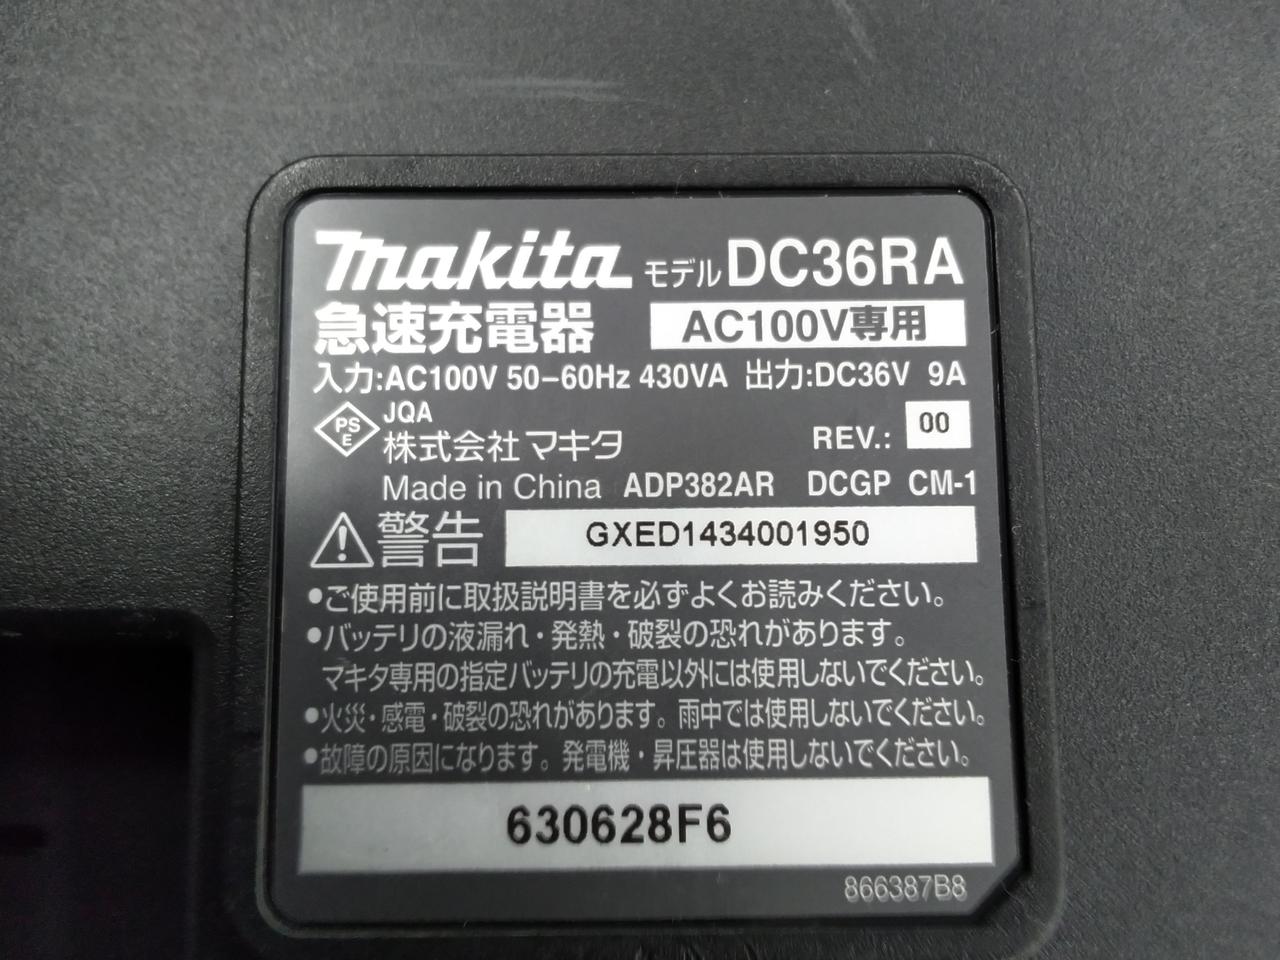 makita モデル DC36RA
急速充電器 AC100V専用
入力:AC100V 50-60Hz 430VA 出力:DC36V 9A
PSE JQA
株式会社マキタ REV.: 00
Made in China ADP382AR DCGP CM-1
警告 GXED1434001950
•ご使用前に取扱説明書を必ずよくお読みください。
•バッテリの液漏れ・発熱・破裂の恐れがあります。
マキタ専用の指定バッテリの充電以外には使用しないでください。
•火災・感電・破裂の恐れがあります。雨中では使用しないでください。
•故障の原因になります。発電機・昇圧器は使用しないでください。
630628F6
866387B8